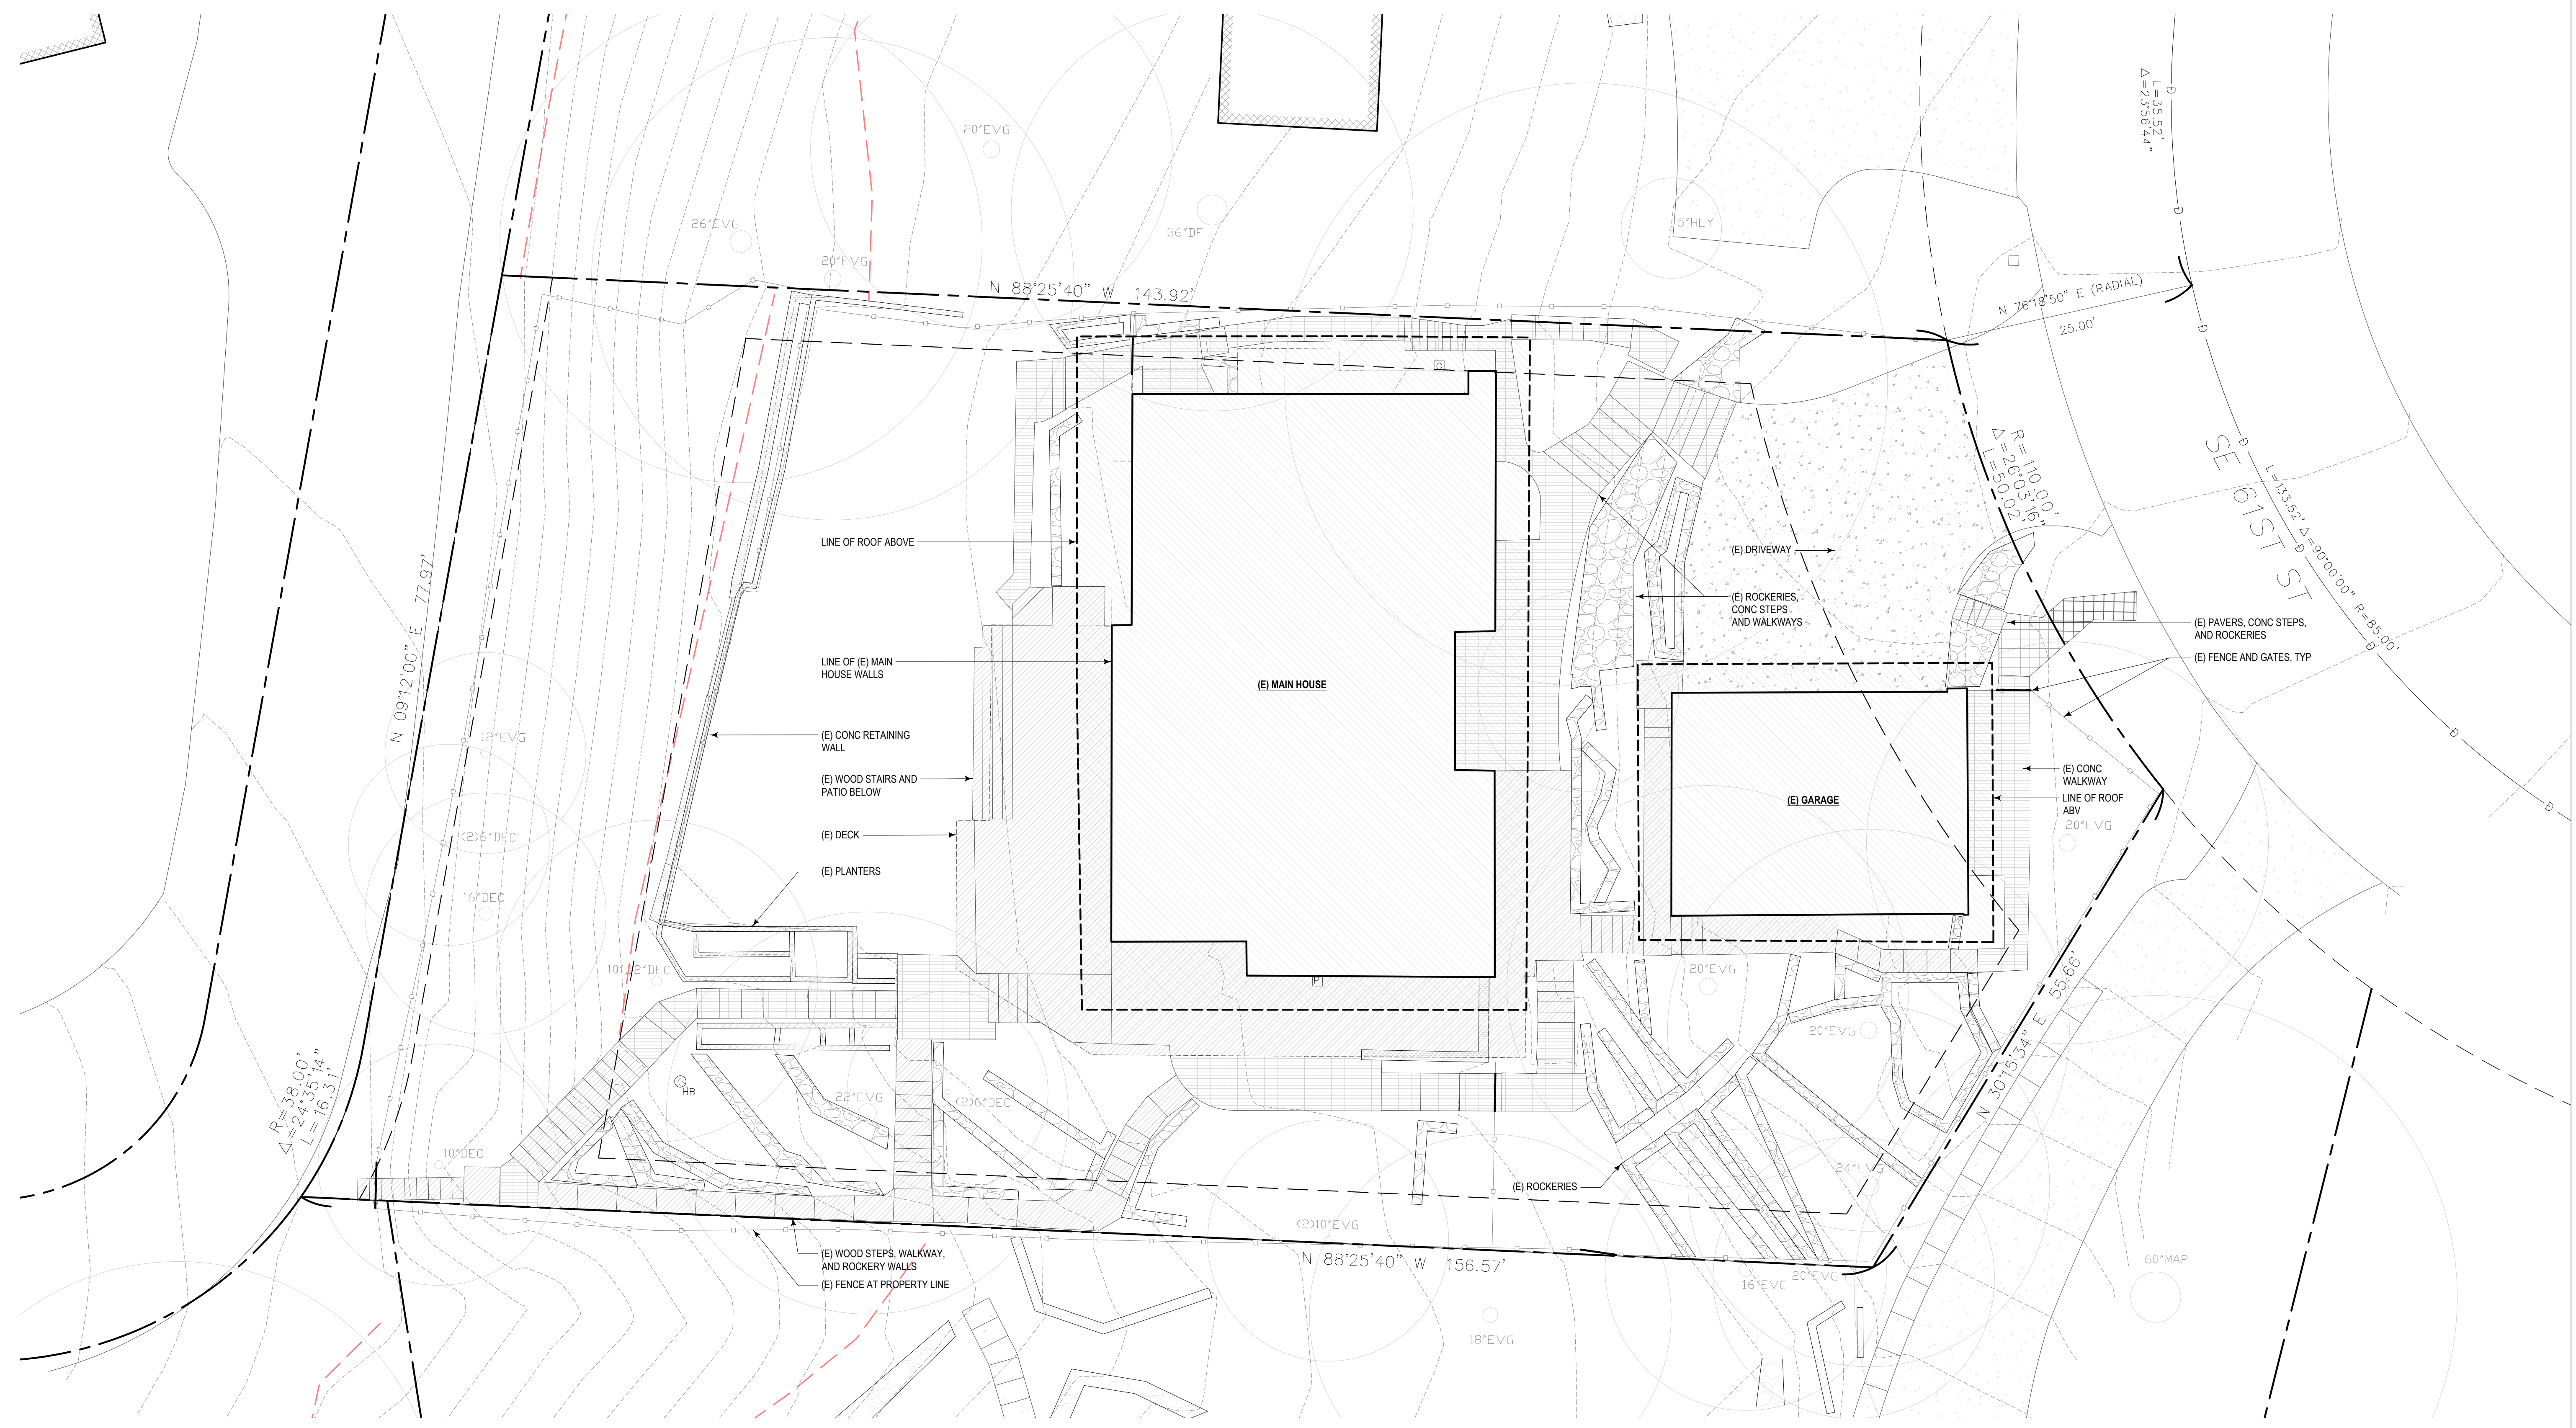 L=35.52'
Δ=23°56'44"
20"EVG
26"EVG
36"DF
5"HLY
20"EVG
N 88°25'40" W 143.92'
N 76°18'50" E (RADIAL)
25.00'
G
R=110.00'
Δ=26°03'16"
L=50.02'
SE 61ST ST
L=133.52' Δ=90°00'00" R=85.00'
LINE OF ROOF ABOVE
(E) DRIVEWAY
N 09°12'00" E 77.97'
(E) ROCKERIES,
CONC STEPS
AND WALKWAYS
(E) PAVERS, CONC STEPS,
AND ROCKERIES
(E) FENCE AND GATES, TYP
LINE OF (E) MAIN
HOUSE WALLS
(E) MAIN HOUSE
12"EVG
(E) CONC RETAINING
WALL
(E) WOOD STAIRS AND
PATIO BELOW
(E) CONC
WALKWAY
(E) GARAGE
LINE OF ROOF
ABV
20"EVG
(2)6"DEC
(E) DECK
(E) PLANTERS
16"DEC
20"EVG
P
20"EVG
N 30°15'34" E 55.66'
HB
22"EVG
(2)6"DEC
R=38.00'
Δ=24°35'14"
L=16.31'
10"DEC
24"EVG
(E) ROCKERIES
(2)10"EVG
(E) WOOD STEPS, WALKWAY,
AND ROCKERY WALLS
(E) FENCE AT PROPERTY LINE
N 88°25'40" W 156.57'
16"EVG
20"EVG
60"MAP
18"EVG